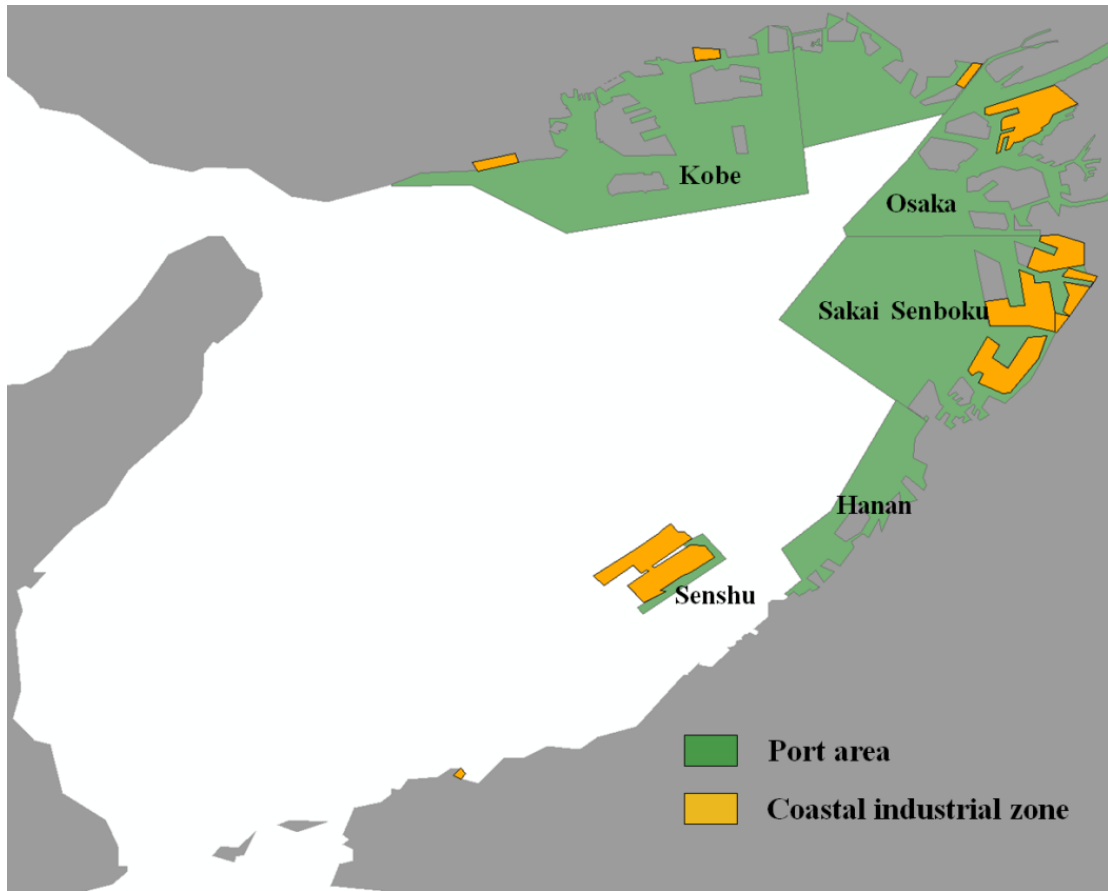 Kobe
Osaka
Sakai Senboku
Hanan
Senshu
Port area
Coastal industrial zone